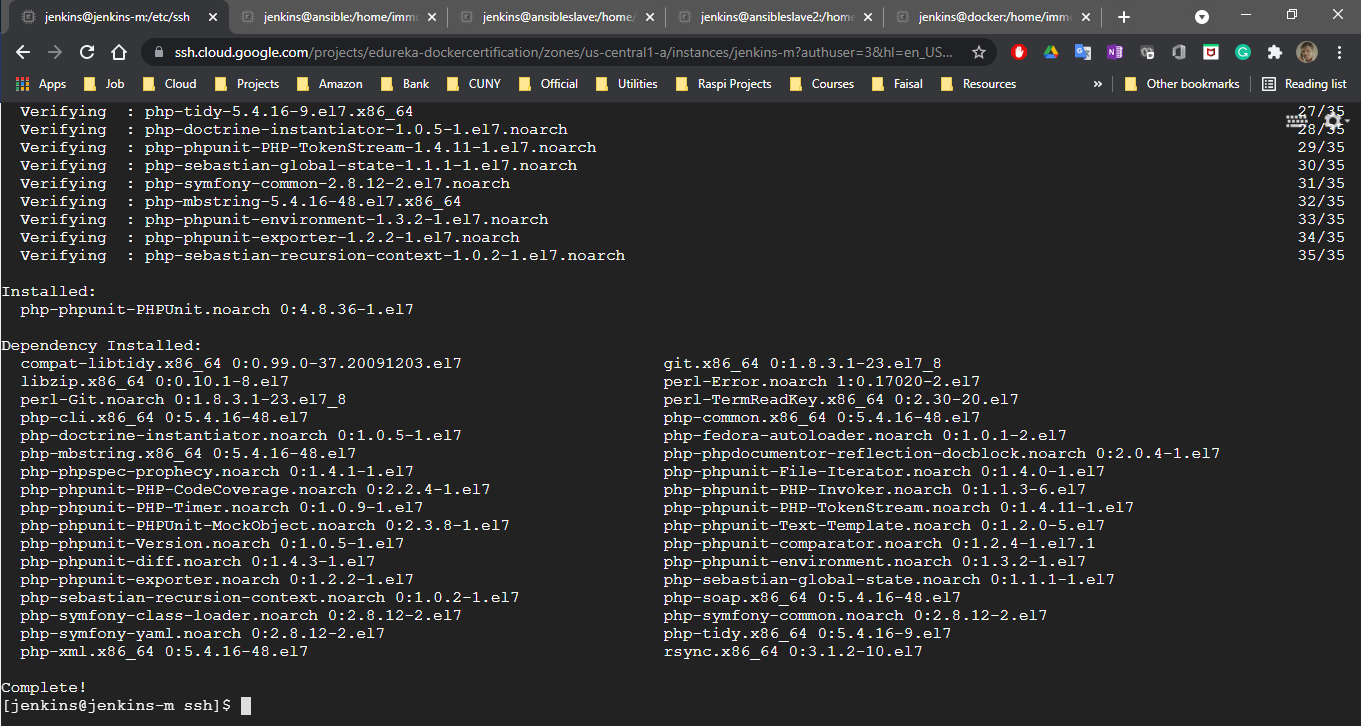 jenkins@jenkins-m:/etc/ssh
jenkins@ansible:/home/imm
jenkins@ansibleslave:/home/
jenkins@ansibleslave2:/home
jenkins@docker:/home/imm
ssh.cloud.google.com/projects/edureka-dockercertification/zones/us-central1-a/instances/jenkins-m?authuser=3&hl=en_US...
Apps Job Cloud Projects Amazon Bank CUNY Official Utilities Raspi Projects Courses Faisal Resources » Other bookmarks Reading list
Verifying : php-tidy-5.4.16-9.el7.x86_64 27/35
Verifying : php-doctrine-instantiator-1.0.5-1.el7.noarch 28/35
Verifying : php-phpunit-PHP-TokenStream-1.4.11-1.el7.noarch 29/35
Verifying : php-sebastian-global-state-1.1.1-1.el7.noarch 30/35
Verifying : php-symfony-common-2.8.12-2.el7.noarch 31/35
Verifying : php-mbstring-5.4.16-48.el7.x86_64 32/35
Verifying : php-phpunit-environment-1.3.2-1.el7.noarch 33/35
Verifying : php-phpunit-exporter-1.2.2-1.el7.noarch 34/35
Verifying : php-sebastian-recursion-context-1.0.2-1.el7.noarch 35/35
Installed:
php-phpunit-PHPUnit.noarch 0:4.8.36-1.el7
Dependency Installed:
compat-libtidy.x86_64 0:0.99.0-37.20091203.el7 git.x86_64 0:1.8.3.1-23.el7_8
libzip.x86_64 0:0.10.1-8.el7 perl-Error.noarch 1:0.17020-2.el7
perl-Git.noarch 0:1.8.3.1-23.el7_8 perl-TermReadKey.x86_64 0:2.30-20.el7
php-cli.x86_64 0:5.4.16-48.el7 php-common.x86_64 0:5.4.16-48.el7
php-doctrine-instantiator.noarch 0:1.0.5-1.el7 php-fedora-autoloader.noarch 0:1.0.1-2.el7
php-mbstring.x86_64 0:5.4.16-48.el7 php-phpdocumentor-reflection-docblock.noarch 0:2.0.4-1.el7
php-phpspec-prophecy.noarch 0:1.4.1-1.el7 php-phpunit-File-Iterator.noarch 0:1.4.0-1.el7
php-phpunit-PHP-CodeCoverage.noarch 0:2.2.4-1.el7 php-phpunit-PHP-Invoker.noarch 0:1.1.3-6.el7
php-phpunit-PHP-Timer.noarch 0:1.0.9-1.el7 php-phpunit-PHP-TokenStream.noarch 0:1.4.11-1.el7
php-phpunit-PHPUnit-MockObject.noarch 0:2.3.8-1.el7 php-phpunit-Text-Template.noarch 0:1.2.0-5.el7
php-phpunit-Version.noarch 0:1.0.5-1.el7 php-phpunit-comparator.noarch 0:1.2.4-1.el7.1
php-phpunit-diff.noarch 0:1.4.3-1.el7 php-phpunit-environment.noarch 0:1.3.2-1.el7
php-phpunit-exporter.noarch 0:1.2.2-1.el7 php-sebastian-global-state.noarch 0:1.1.1-1.el7
php-sebastian-recursion-context.noarch 0:1.0.2-1.el7 php-soap.x86_64 0:5.4.16-48.el7
php-symfony-class-loader.noarch 0:2.8.12-2.el7 php-symfony-common.noarch 0:2.8.12-2.el7
php-symfony-yaml.noarch 0:2.8.12-2.el7 php-tidy.x86_64 0:5.4.16-9.el7
php-xml.x86_64 0:5.4.16-48.el7 rsync.x86_64 0:3.1.2-10.el7
Complete!
[jenkins@jenkins-m ssh]$